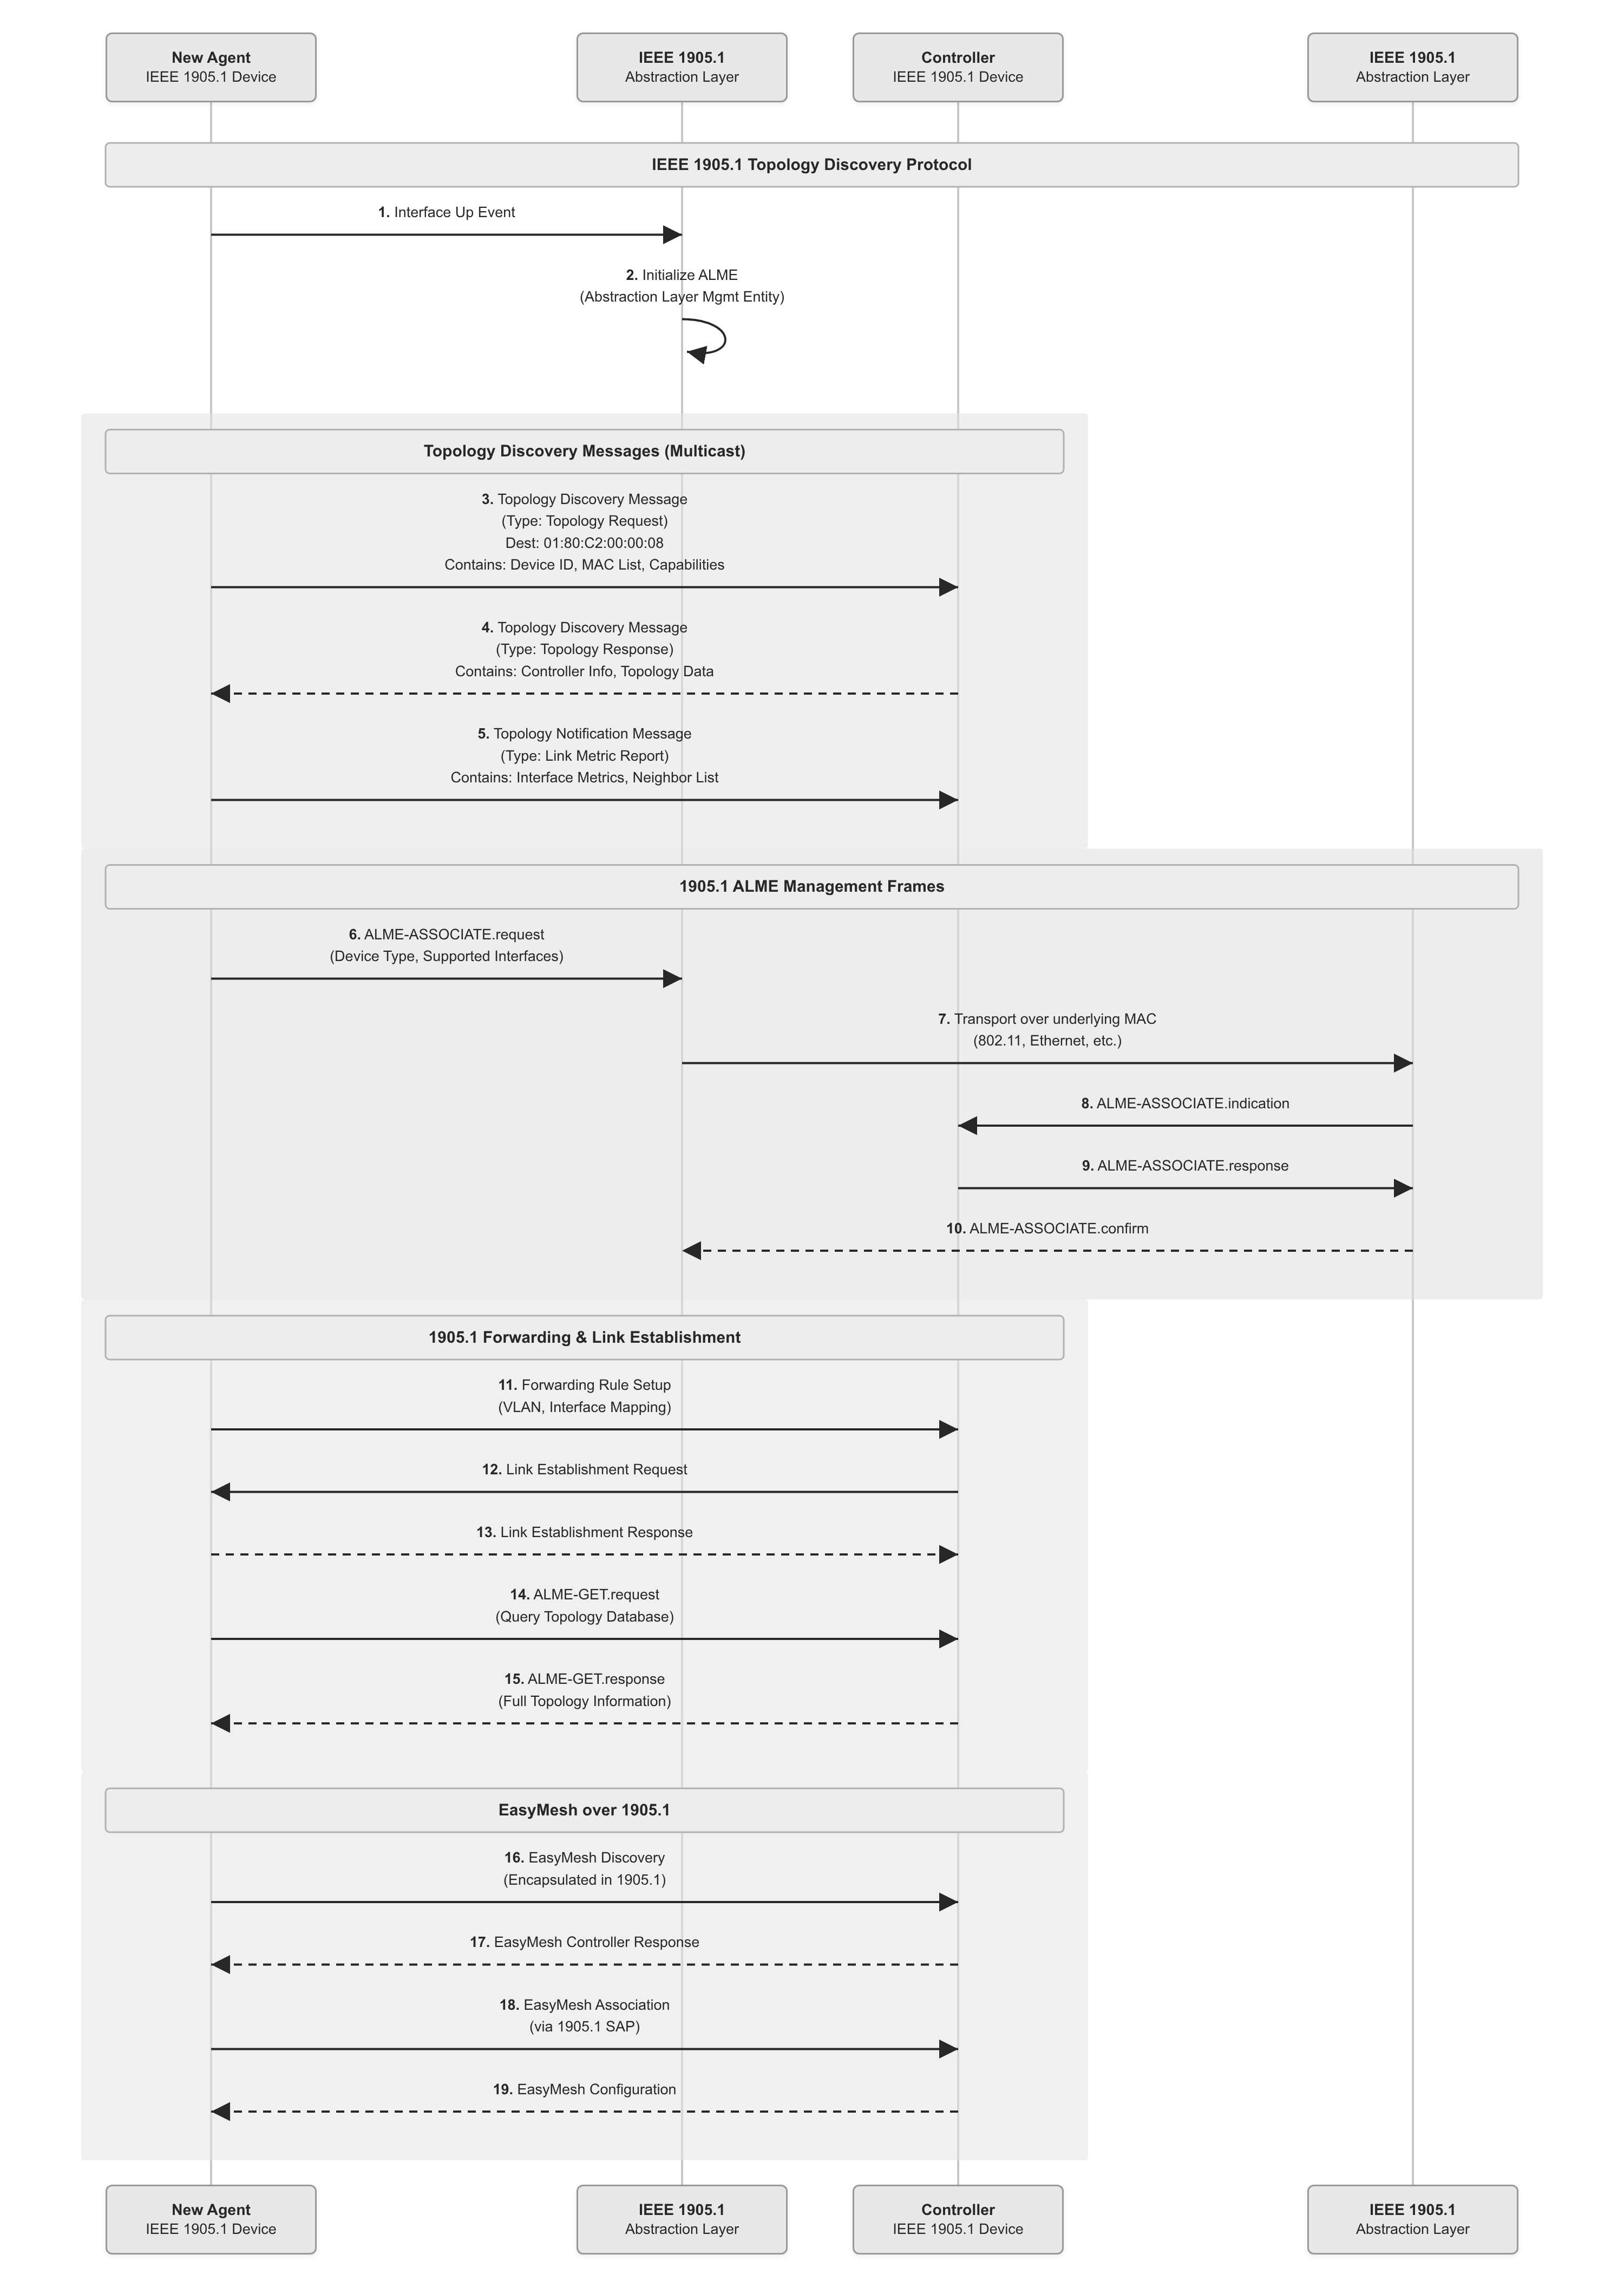 New Agent
IEEE 1905.1 Device
IEEE 1905.1
Abstraction Layer
Controller
IEEE 1905.1 Device
IEEE 1905.1
Abstraction Layer
IEEE 1905.1 Topology Discovery Protocol
1. Interface Up Event
2. Initialize ALME
(Abstraction Layer Mgmt Entity)
Topology Discovery Messages (Multicast)
3. Topology Discovery Message
(Type: Topology Request)
Dest: 01:80:C2:00:00:08
Contains: Device ID, MAC List, Capabilities
4. Topology Discovery Message
(Type: Topology Response)
Contains: Controller Info, Topology Data
5. Topology Notification Message
(Type: Link Metric Report)
Contains: Interface Metrics, Neighbor List
1905.1 ALME Management Frames
6. ALME-ASSOCIATE.request
(Device Type, Supported Interfaces)
7. Transport over underlying MAC
(802.11, Ethernet, etc.)
8. ALME-ASSOCIATE.indication
9. ALME-ASSOCIATE.response
10. ALME-ASSOCIATE.confirm
1905.1 Forwarding & Link Establishment
11. Forwarding Rule Setup
(VLAN, Interface Mapping)
12. Link Establishment Request
13. Link Establishment Response
14. ALME-GET.request
(Query Topology Database)
15. ALME-GET.response
(Full Topology Information)
EasyMesh over 1905.1
16. EasyMesh Discovery
(Encapsulated in 1905.1)
17. EasyMesh Controller Response
18. EasyMesh Association
(via 1905.1 SAP)
19. EasyMesh Configuration
New Agent
IEEE 1905.1 Device
IEEE 1905.1
Abstraction Layer
Controller
IEEE 1905.1 Device
IEEE 1905.1
Abstraction Layer